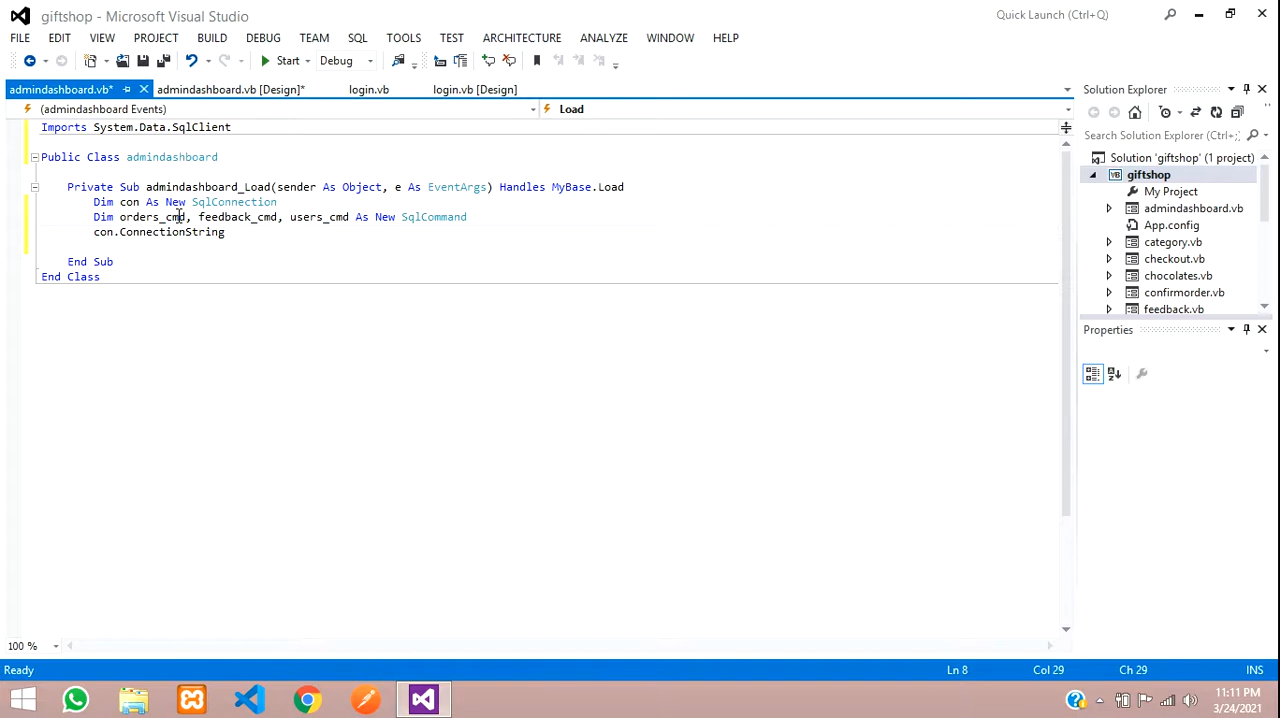 giftshop - Microsoft Visual Studio
Quick Launch (Ctrl+Q)
FILE EDIT VIEW PROJECT BUILD DEBUG TEAM SQL TOOLS TEST ARCHITECTURE ANALYZE WINDOW HELP
Start Debug
admindashboard.vb* admindashboard.vb [Design]* login.vb login.vb [Design]
(admindashboard Events) Load
Imports System.Data.SqlClient
Public Class admindashboard
Private Sub admindashboard_Load(sender As Object, e As EventArgs) Handles MyBase.Load
Dim con As New SqlConnection
Dim orders_cmd, feedback_cmd, users_cmd As New SqlCommand
con.ConnectionString
End Sub
End Class
100 %
Solution Explorer
Search Solution Explorer (Ctrl+;)
Solution 'giftshop' (1 project)
VB giftshop
My Project
admindashboard.vb
App.config
category.vb
checkout.vb
chocolates.vb
confirmorder.vb
feedback.vb
Properties
Ready Ln 8 Col 29 Ch 29 INS
11:11 PM
3/24/2021